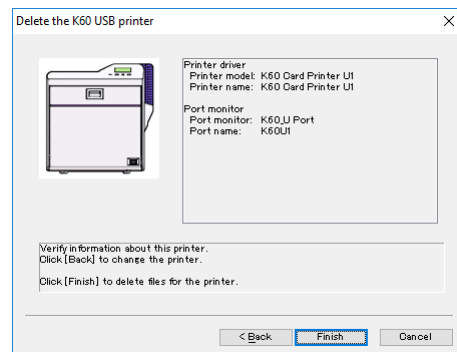 Delete the K60 USB printer
Printer driver
Printer model: K60 Card Printer U1
Printer name: K60 Card Printer U1
Port monitor
Port monitor: K60_U Port
Port name: K60U1
Verify information about this printer.
Click [Back] to change the printer.
Click [Finish] to delete files for the printer.
< Back Finish Cancel